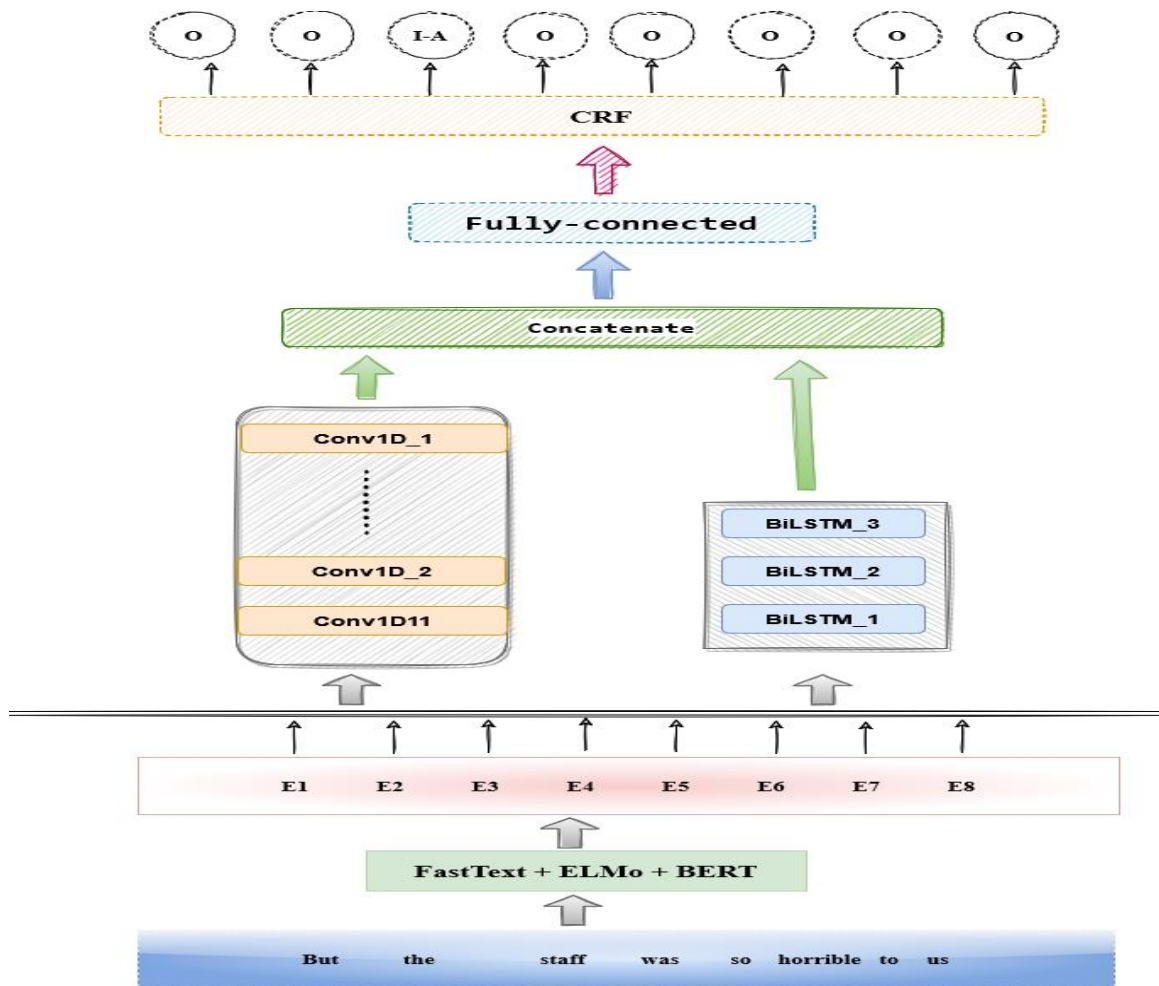 O O I-A O O O O O
CRF
Fully-connected
Concatenate
Conv1D_1
Conv1D_2
Conv1D11
BiLSTM_3
BiLSTM_2
BiLSTM_1
E1 E2 E3 E4 E5 E6 E7 E8
FastText + ELMo + BERT
But the staff was so horrible to us